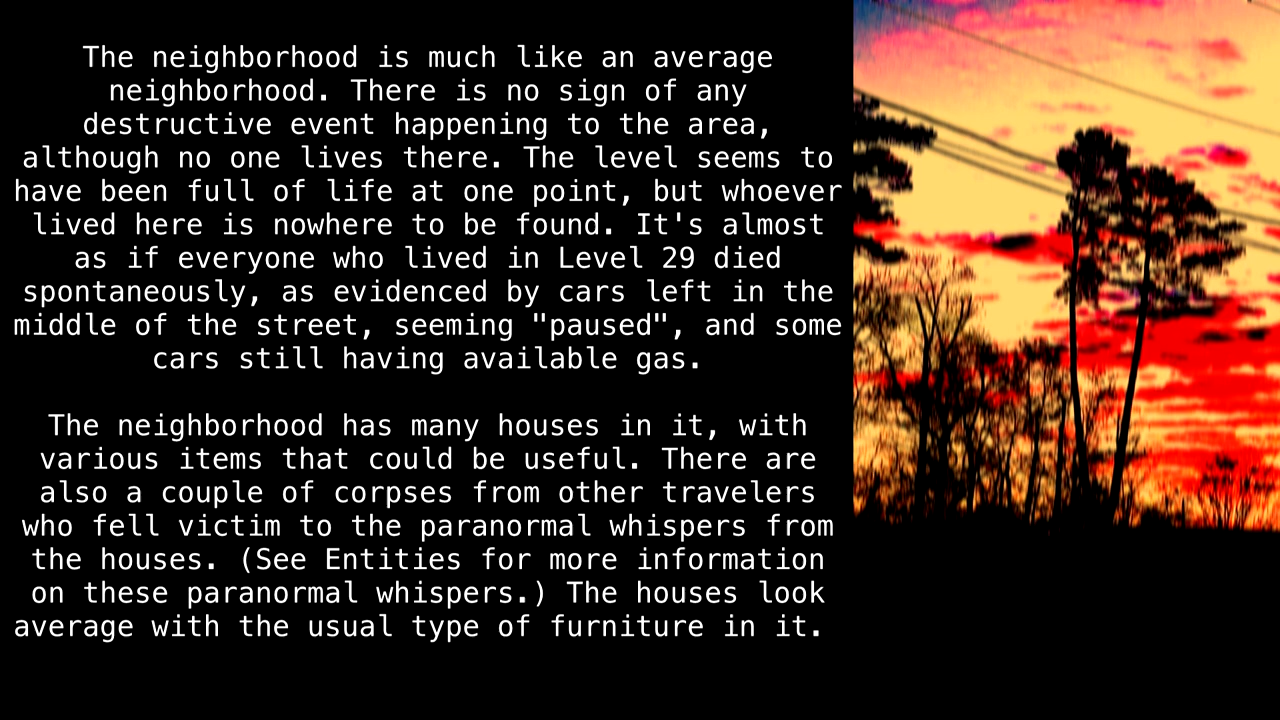 The neighborhood is much like an average
neighborhood. There is no sign of any
destructive event happening to the area,
although no one lives there. The level seems to
have been full of life at one point, but whoever
lived here is nowhere to be found. It's almost
as if everyone who lived in Level 29 died
spontaneously, as evidenced by cars left in the
middle of the street, seeming "paused", and some
cars still having available gas.
The neighborhood has many houses in it, with
various items that could be useful. There are
also a couple of corpses from other travelers
who fell victim to the paranormal whispers from
the houses. (See Entities for more information
on these paranormal whispers.) The houses look
average with the usual type of furniture in it.